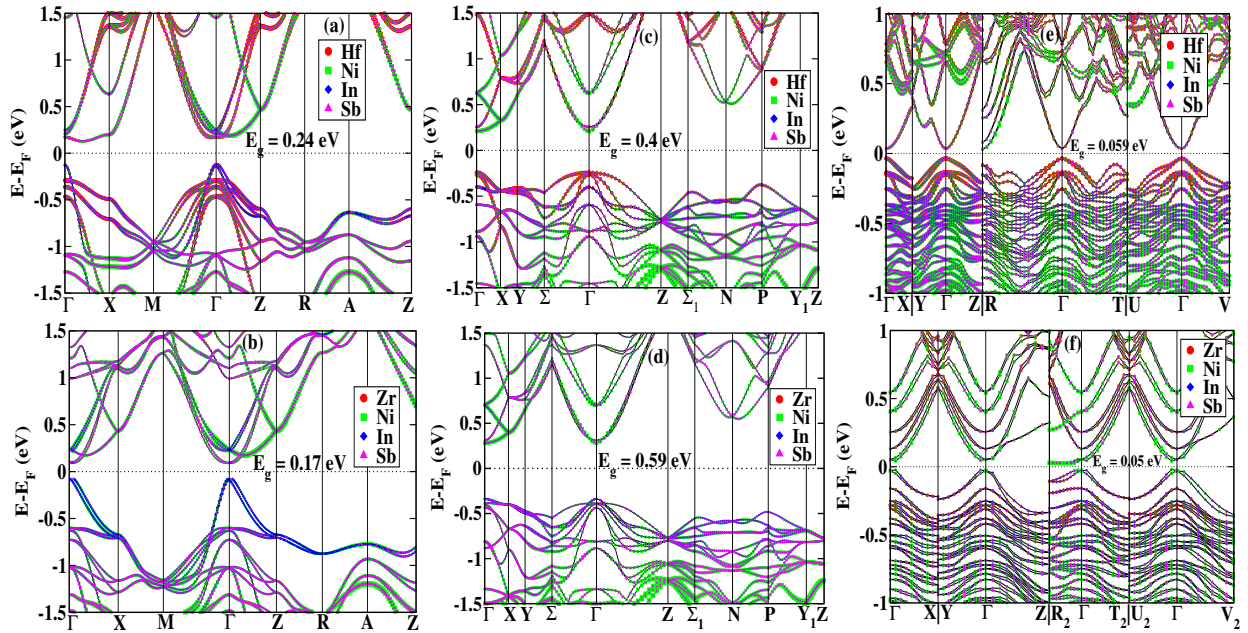 (a)
Hf
Ni
In
Sb
E_g = 0.24 eV
E-E_F (eV)
1.5
1
0.5
0
-0.5
-1
-1.5
Γ X M Γ Z R A Z
(c)
Hf
Ni
In
Sb
E_g = 0.4 eV
E-E_F (eV)
1.5
1
0.5
0
-0.5
-1
-1.5
Γ X Y Σ Γ Z Σ_1 N P Y_1 Z
(e)
Hf
Ni
In
Sb
E_g = 0.059 eV
E-E_F (eV)
1
0.5
0
-0.5
-1
Γ X|Y Γ Z|R Γ T|U Γ V
(b)
Zr
Ni
In
Sb
E_g = 0.17 eV
E-E_F (eV)
1.5
1
0.5
0
-0.5
-1
-1.5
Γ X M Γ Z R A Z
(d)
Zr
Ni
In
Sb
E_g = 0.59 eV
E-E_F (eV)
1.5
1
0.5
0
-0.5
-1
-1.5
Γ X Y Σ Γ Z Σ_1 N P Y_1 Z
(f)
Zr
Ni
In
Sb
E_g = 0.05 eV
E-E_F (eV)
1
0.5
0
-0.5
-1
Γ X|Y Γ Z|R_2 Γ T_2|U_2 Γ V_2